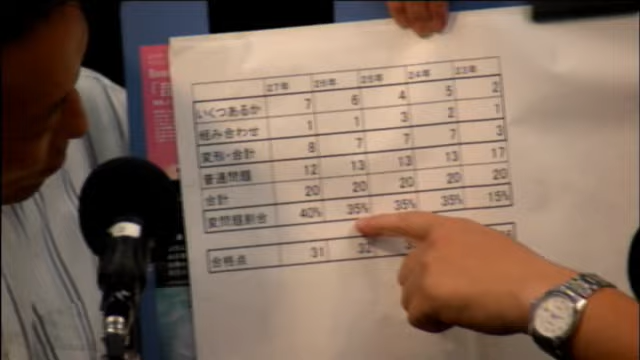 27年 26年 25年 24年 23年
いくつあるか 7 6 4 5 2
組み合わせ 1 1 3 2 1
変形・合計 8 7 7 7 3
普通問題 12 13 13 13 17
合計 20 20 20 20 20
変問題割合 40% 35% 35% 35% 15%
合格点 31 32